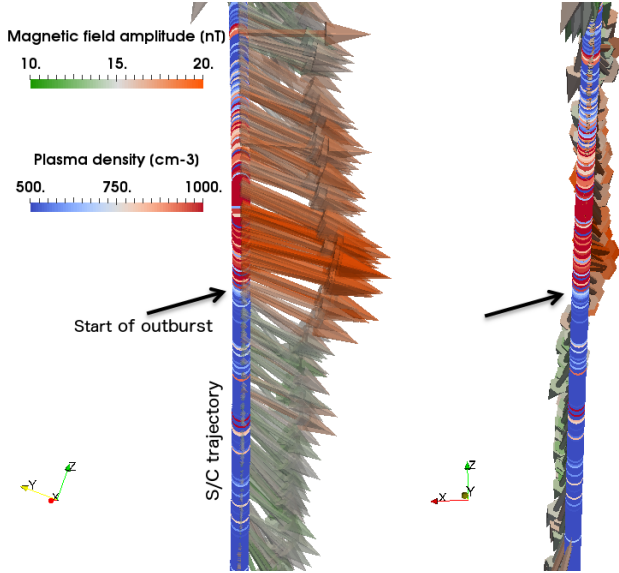 Magnetic field amplitude (nT)
10. 15. 20.
Plasma density (cm-3)
500. 750. 1000.
Start of outburst
S/C trajectory
Z
Y
X
Z
Y
X